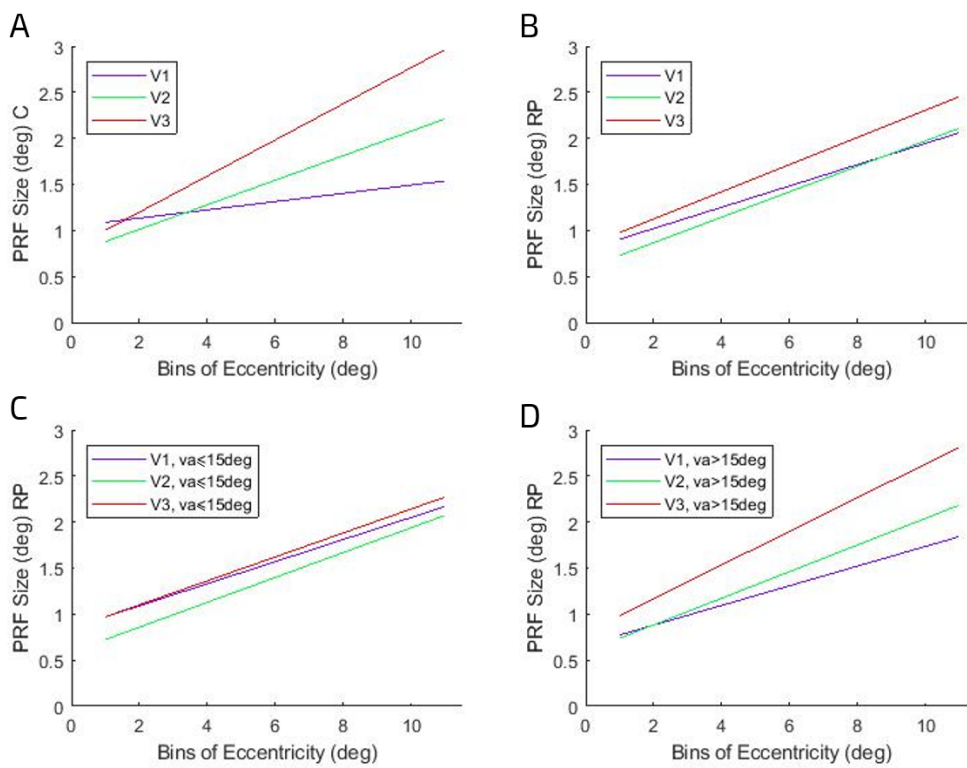 A
3
2.5
2
1.5
1
0.5
0
V1
V2
V3
PRF Size (deg) C
0 2 4 6 8 10
Bins of Eccentricity (deg)
B
3
2.5
2
1.5
1
0.5
0
V1
V2
V3
PRF Size (deg) RP
0 2 4 6 8 10
Bins of Eccentricity (deg)
C
3
2.5
2
1.5
1
0.5
0
V1, va⩽15deg
V2, va⩽15deg
V3, va⩽15deg
PRF Size (deg) RP
0 2 4 6 8 10
Bins of Eccentricity (deg)
D
3
2.5
2
1.5
1
0.5
0
V1, va>15deg
V2, va>15deg
V3, va>15deg
PRF Size (deg) RP
0 2 4 6 8 10
Bins of Eccentricity (deg)